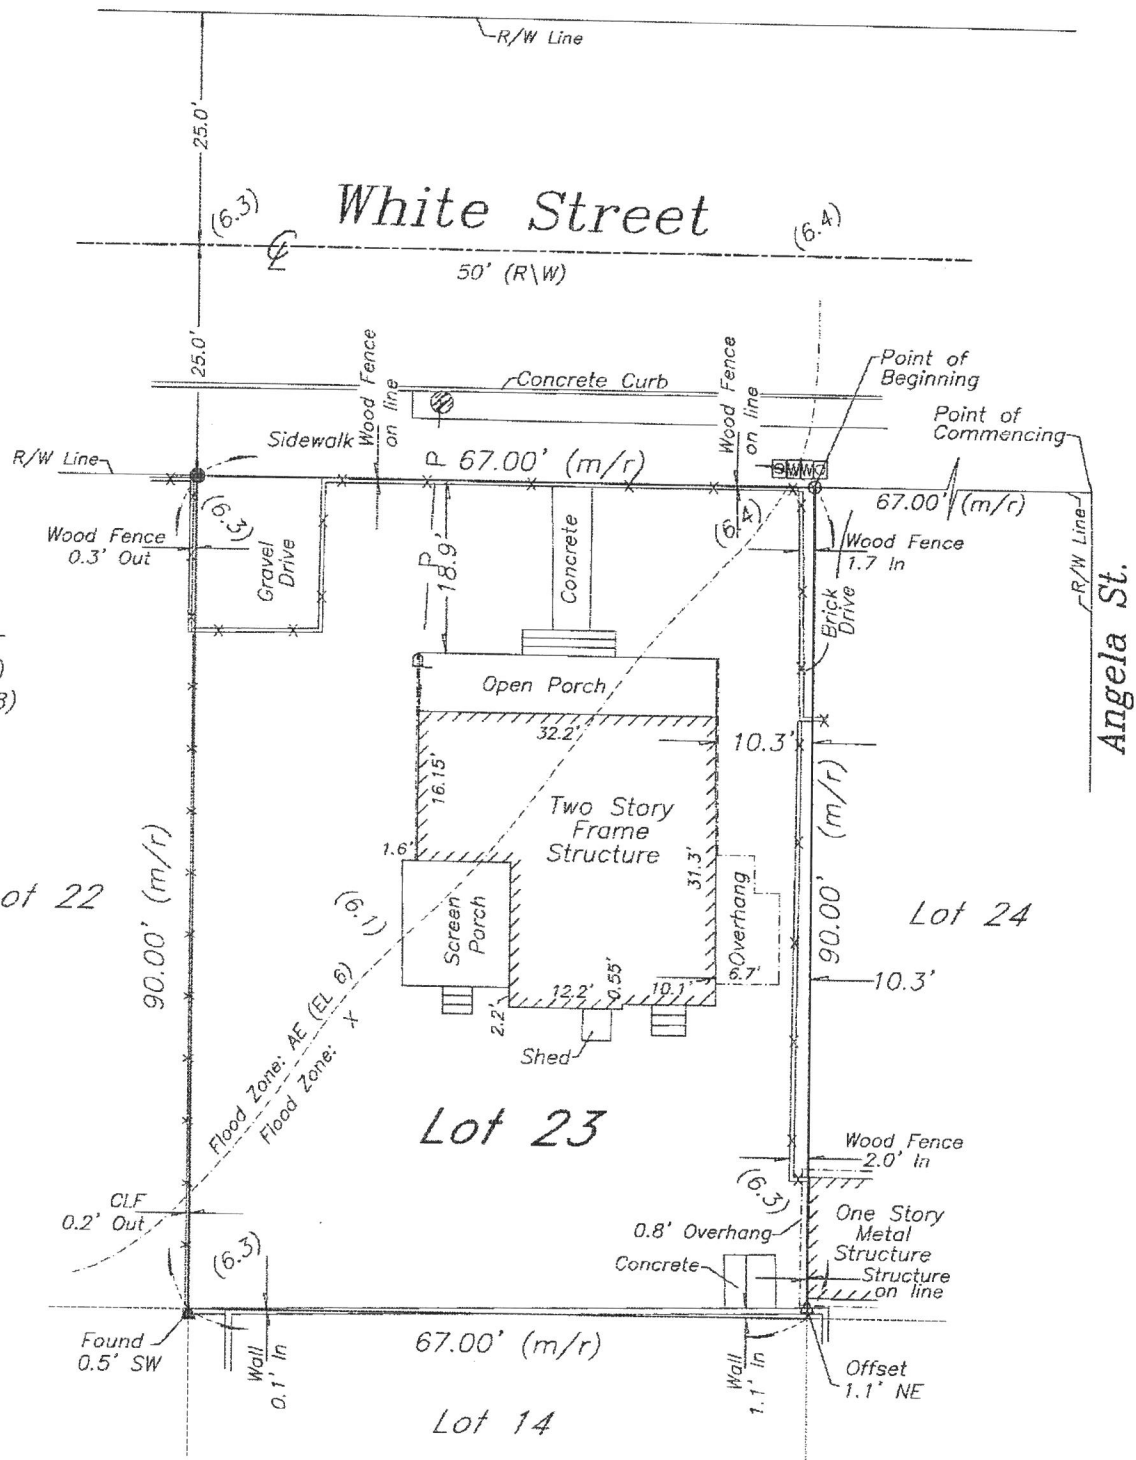 R/W Line
25.0'
(6.3)
White Street
(6.4)
℄
50' (R\W)
25.0'
Wood Fence
on line
Concrete Curb
Wood Fence
on line
Point of
Beginning
Point of
Commencing
Sidewalk
R/W Line
P
67.00' (m/r)
67.00' (m/r)
(6.3)
(6.4)
Wood Fence
0.3' Out
Gravel
Drive
P
18.9'
Concrete
Wood Fence
1.7 In
R/W Line
Angela St.
Brick
Drive
)
Open Porch
32.2'
10.3'
16.15'
Two Story
Frame
Structure
1.6'
31.3'
90.00' (m/r)
90.00' (m/r)
ot 22
(6.1)
Screen
Porch
Overhang
Lot 24
6.7'
10.3'
12.2'
0.55'
10.1'
2.2'
Shed
Flood Zone: AE (EL 6)
Flood Zone: X
Lot 23
Wood Fence
2.0' In
(6.3)
CLF
0.2' Out
(6.3)
0.8' Overhang
One Story
Metal
Structure
Concrete
Structure
on line
Found
0.5' SW
Wall
0.1' In
67.00' (m/r)
Wall
1.1' In
Offset
1.1' NE
Lot 14